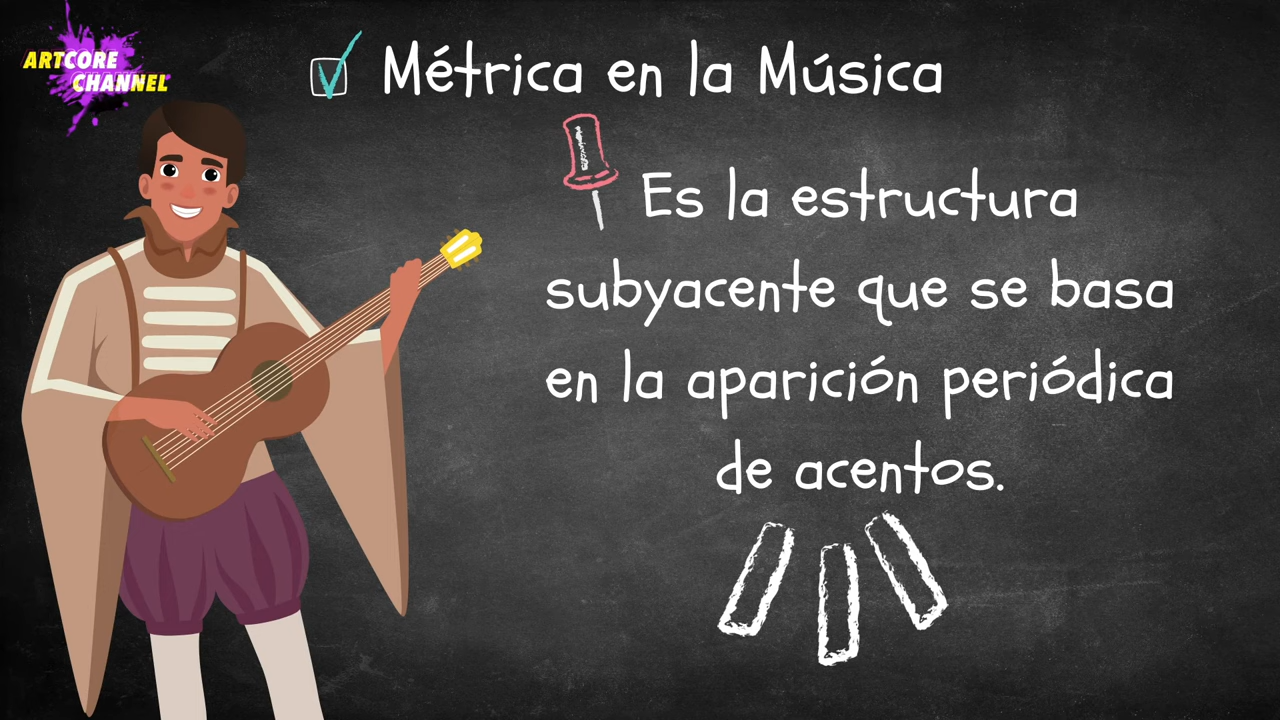 ARTCORE
CHANNEL
Métrica en la Música
Es la estructura
subyacente que se basa
en la aparición periódica
de acentos.